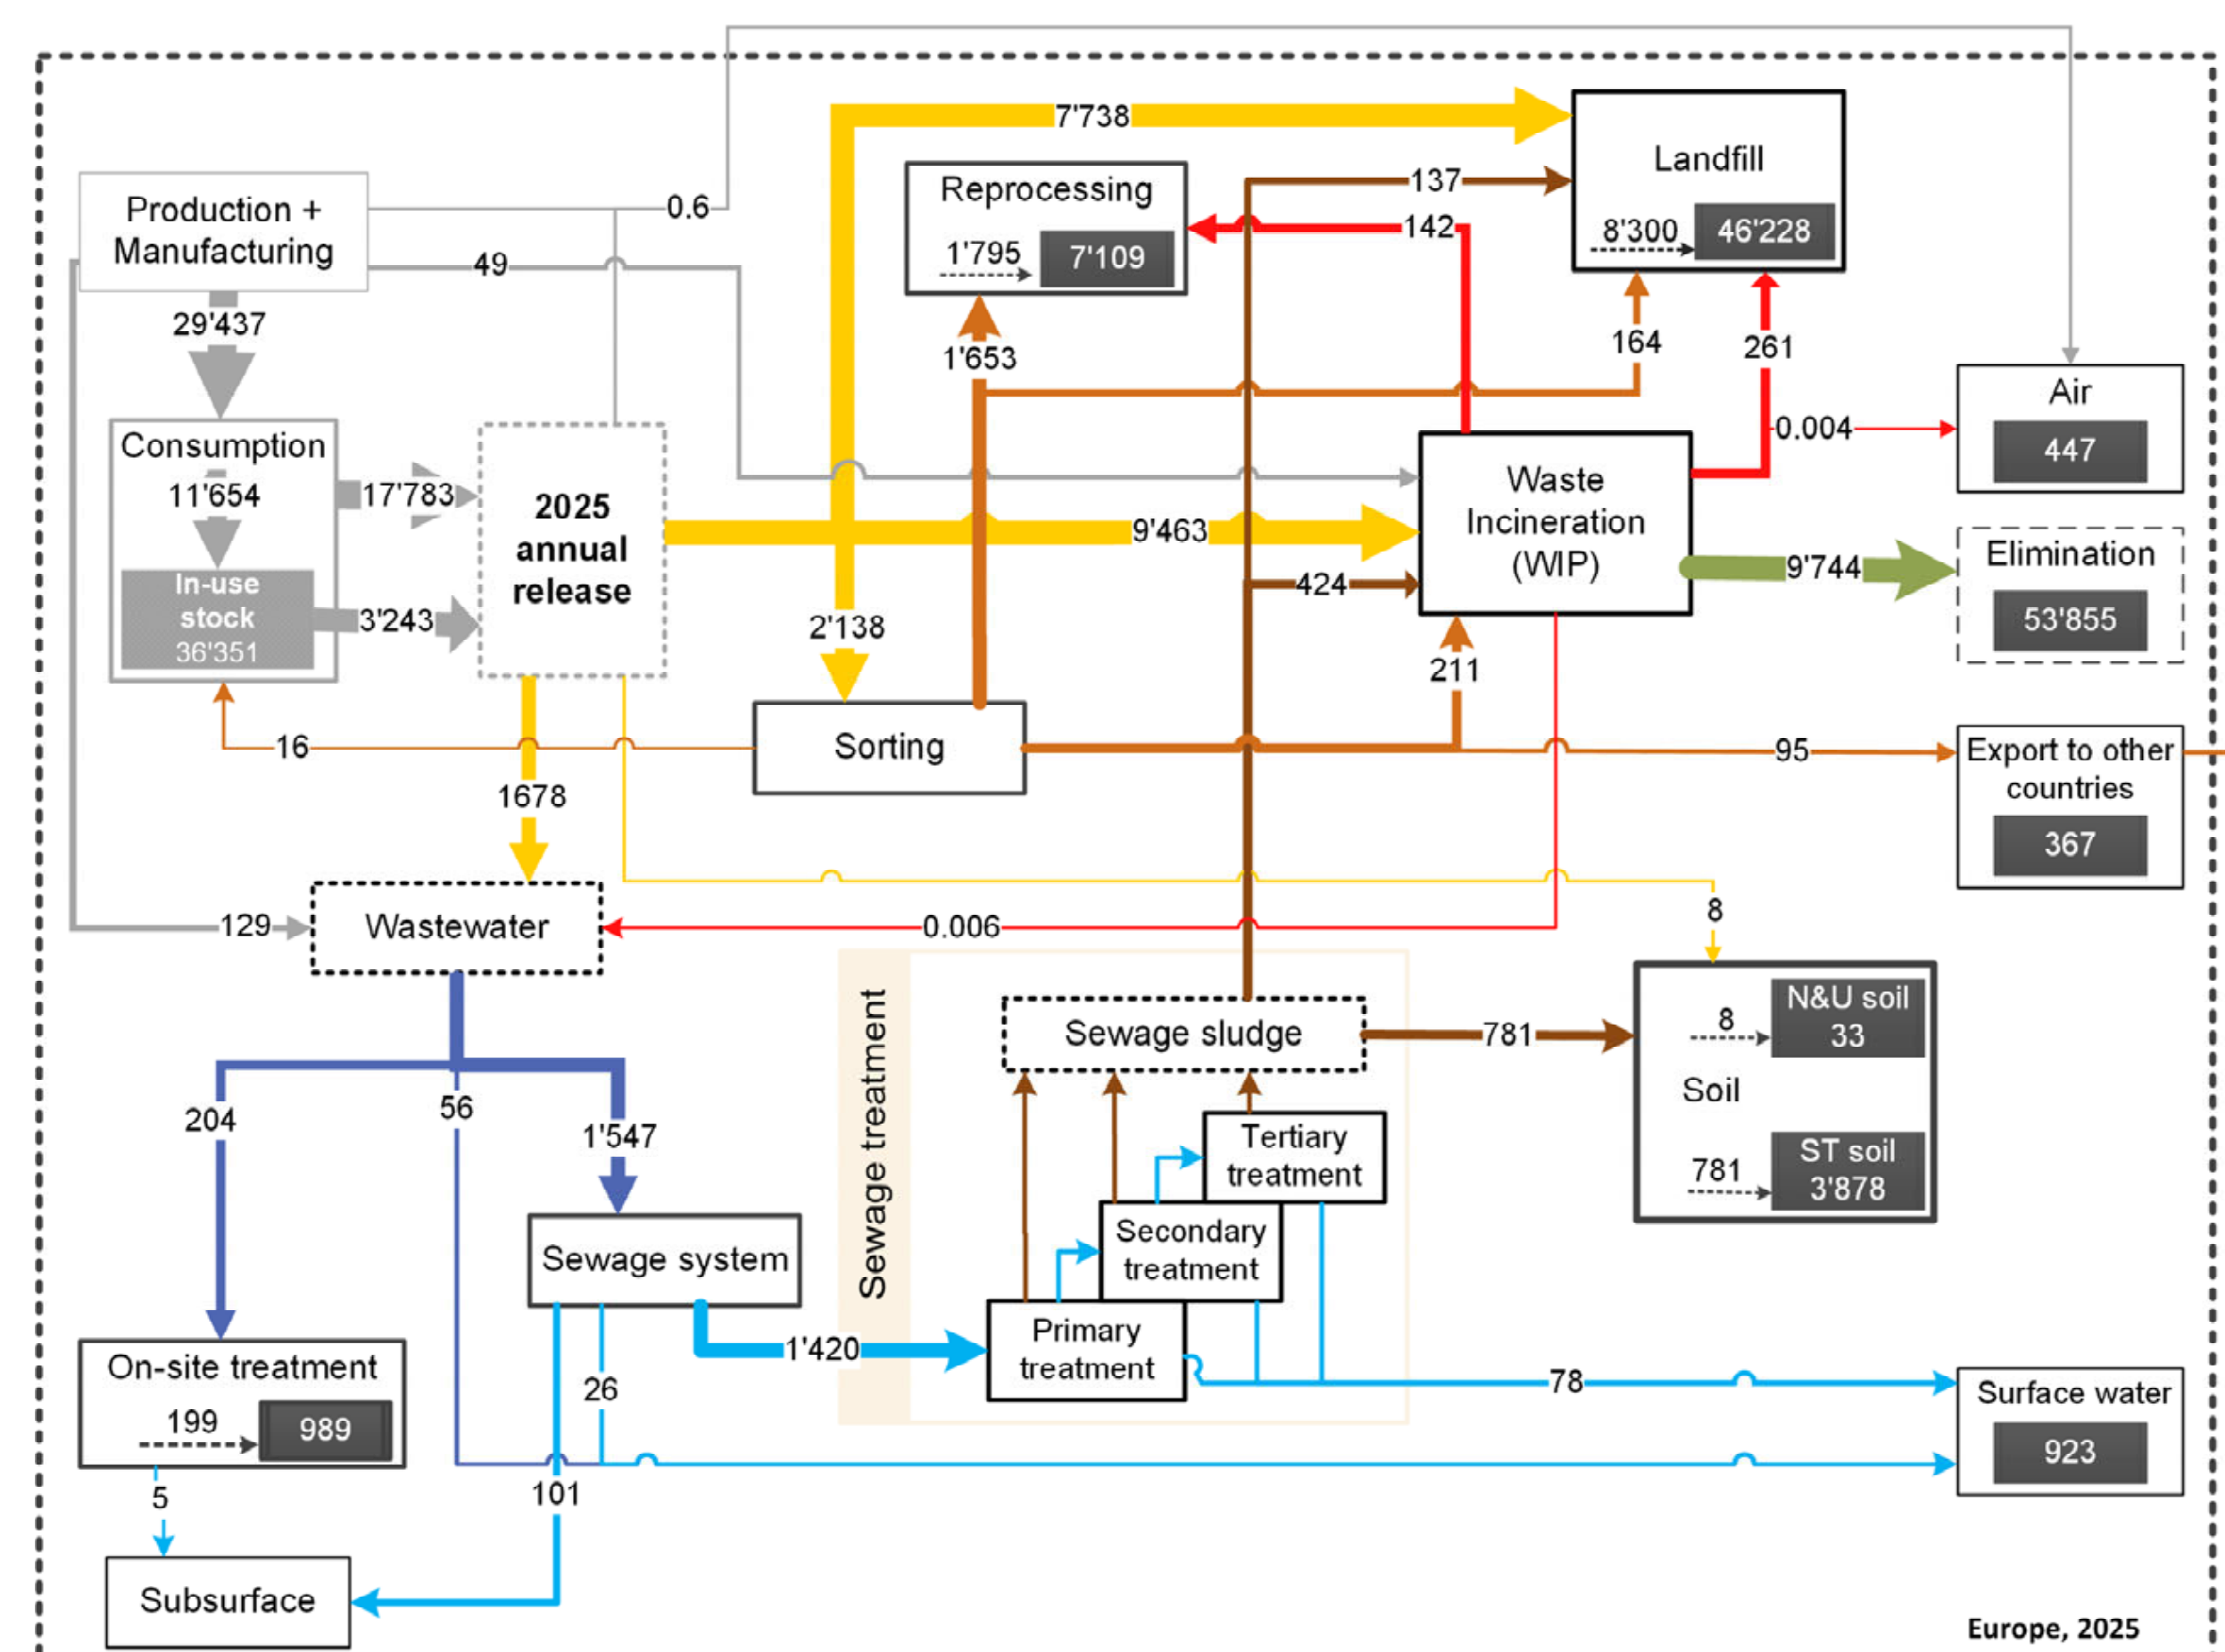 7'738
Landfill
8'300
46'228
137
142
Reprocessing
1'795
7'109
Production +
Manufacturing
0.6
49
29'437
1'653
164
261
Air
447
0.004
Consumption
11'654
17'783
In-use
stock
36'351
3'243
2025
annual
release
9'463
Waste
Incineration
(WIP)
424
9'744
Elimination
53'855
2'138
211
Sorting
16
95
Export to other
countries
367
1678
8
129
Wastewater
0.006
Sewage treatment
Sewage sludge
781
8
N&U soil
33
Soil
781
ST soil
3'878
204
56
1'547
Tertiary
treatment
Secondary
treatment
Primary
treatment
Sewage system
1'420
78
Surface water
923
On-site treatment
199
989
26
5
101
Subsurface
Europe, 2025